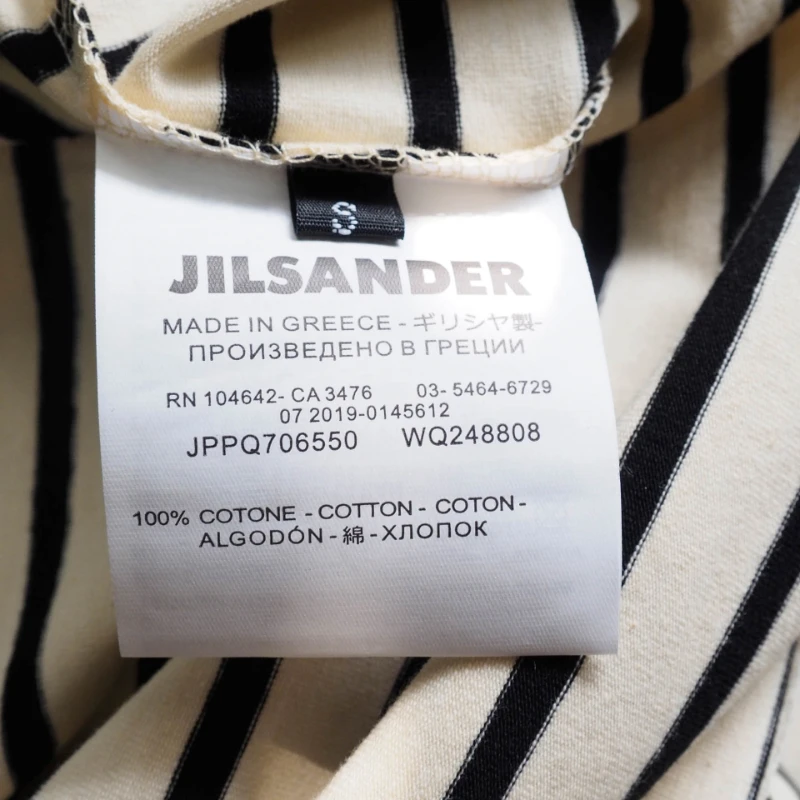 S
JILSANDER
MADE IN GREECE - ギリシヤ製-
ПРОИЗВЕДЕНО В ГРЕЦИИ
RN 104642- CA 3476 03- 5464-6729
07 2019-0145612
JPPQ706550 WQ248808
100% COTONE - COTTON - COTON-
ALGODÓN - 綿 - ХЛОПОК